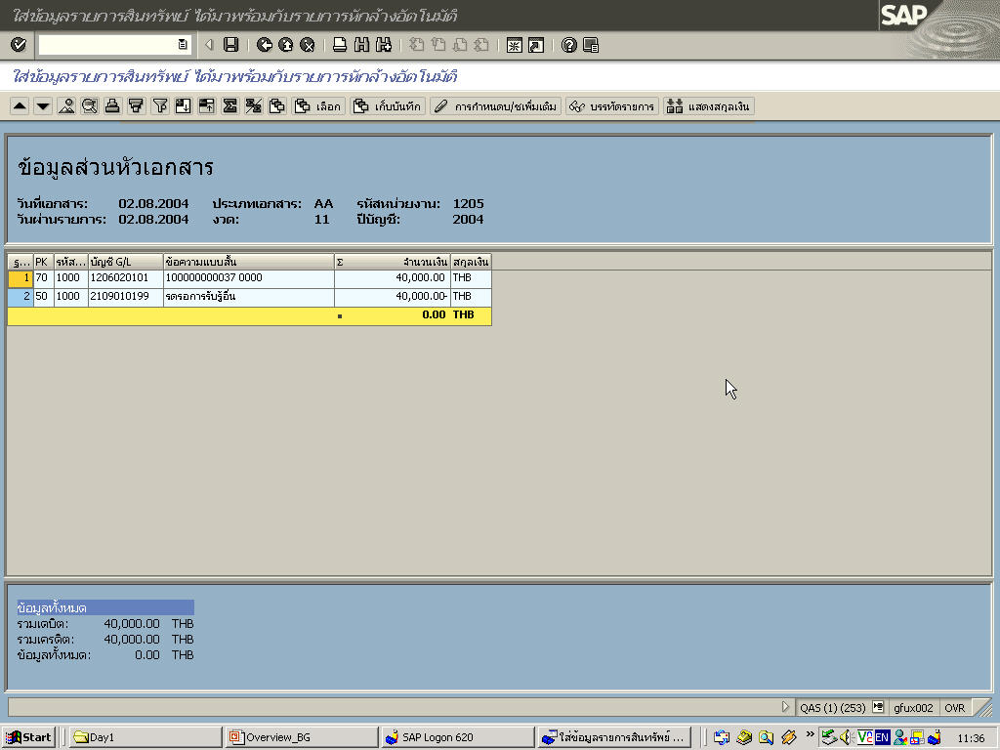 ใส่ข้อมูลรายการสินทรัพย์ ได้มาพร้อมกับรายการหักล้างอัตโนมัติ
SAP
ใส่ข้อมูลรายการสินทรัพย์ ได้มาพร้อมกับรายการหักล้างอัตโนมัติ
เลือก เก็บบันทึก การกำหนดบ/ชเพิ่มเติม บรรทัดรายการ แสดงสกุลเงิน
ข้อมูลส่วนหัวเอกสาร
วันที่เอกสาร: 02.08.2004 ประเภทเอกสาร: AA รหัสหน่วยงาน: 1205
วันผ่านรายการ: 02.08.2004 งวด: 11 ปีบัญชี: 2004
ร... PK รหัส... บัญชี G/L ข้อความแบบสั้น Σ จำนวนเงิน สกุลเงิน
1 70 1000 1206020101 100000000037 0000 40,000.00 THB
2 50 1000 2109010199 รตรอการรับรู้อื่น 40,000.00- THB
0.00 THB
ข้อมูลทั้งหมด
รวมเดบิต: 40,000.00 THB
รวมเครดิต: 40,000.00 THB
ข้อมูลทั้งหมด: 0.00 THB
QAS (1) (253) gfux002 OVR
Start Day1 Overview_BG SAP Logon 620 ใส่ข้อมูลรายการสินทรัพย์ ... » EN 11:36